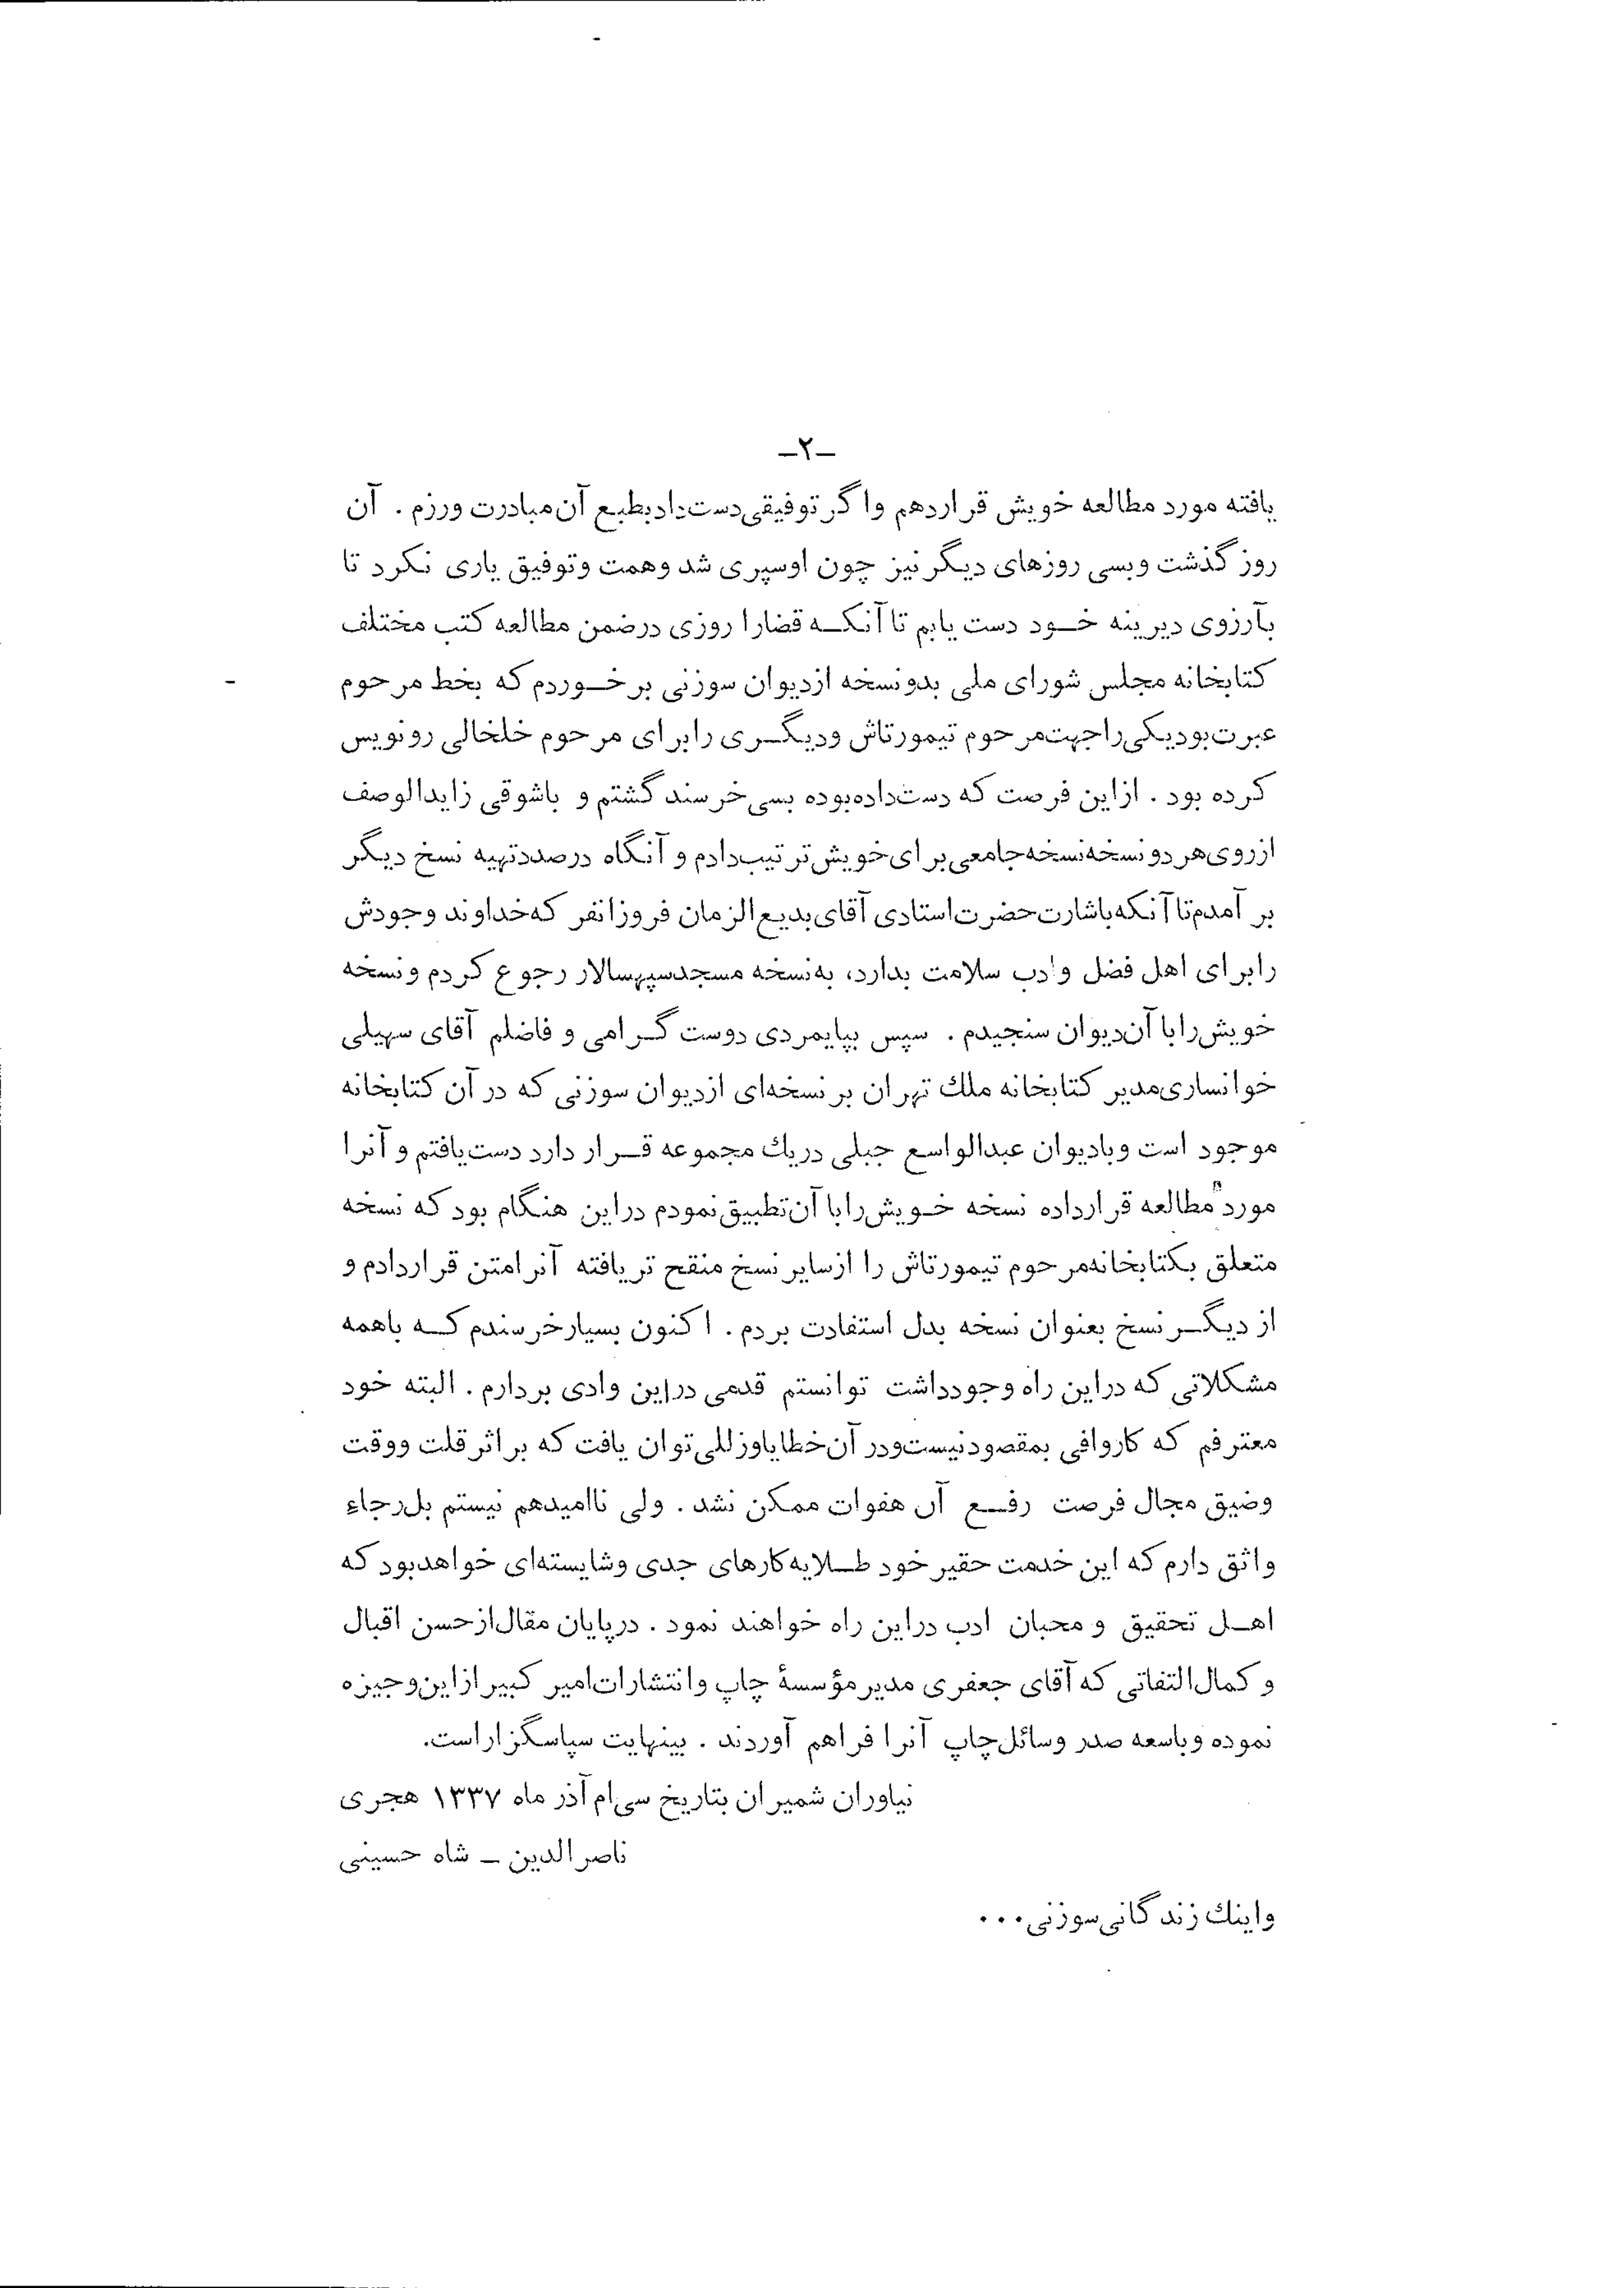 -۲-
یافته مورد مطالعه خویش قراردهم واگر توفیقی دست‌داد بطبع آن مبادرت ورزم . آن
روز گذشت و بسی روزهای دیگر نیز چون اوسپری شد وهمت وتوفیق یاری نکرد تا
بآرزوی دیرینه خود دست یابم تا آنکه قضارا روزی درضمن مطالعه کتب مختلف
کتابخانه مجلس شورای ملی بدونسخه ازدیوان سوزنی برخوردم که بخط مرحوم
عبرت بودیکی‌راجهت‌مرحوم تیمورتاش ودیگری رابرای مرحوم خلخالی رونویس
کرده بود . ازاین فرصت که دست‌داده‌بوده بسی‌خرسند گشتم و باشوقی زایدالوصف
ازروی‌هر دو نسخه‌نسخه‌جامعی‌برای‌خویش‌ترتیب‌دادم و آنگاه درصددتهیه نسخ دیگر
بر آمدم‌تا آنکه باشارت‌حضرت‌استادی آقای بدیع‌الزمان فروزانفر که‌خداوند وجودش
رابرای اهل فضل وادب سلامت بدارد، به‌نسخه مسجدسپهسالار رجوع کردم ونسخه
خویش‌رابا آن‌دیوان سنجیدم . سپس بپایمردی دوست گرامی و فاضلم آقای سهیلی
خوانساری‌مدیر کتابخانه ملك تهران بر نسخه‌ای ازدیوان سوزنی که در آن کتابخانه
موجود است وبادیوان عبدالواسع جبلی دریك مجموعه قرار دارد دست‌یافتم و آنرا
مورد مطالعه قرارداده نسخه خویش‌رابا آن‌تطبیق‌نمودم دراین هنگام بود که نسخه
متعلق بکتابخانه‌مرحوم تیمورتاش را ازسایر نسخ منقح تریافته آنرامتن قراردادم و
از دیگر نسخ بعنوان نسخه بدل استفادت بردم . اکنون بسیارخرسندم که باهمه
مشکلاتی که دراین راه وجودداشت توانستم قدمی دراین وادی بردارم . البته خود
معترفم که کاروافی بمقصودنیست‌ودر آن‌خطایاوزللی‌توان یافت که براثر قلت ووقت
وضیق مجال فرصت رفع آن هفوات ممکن نشد . ولی ناامیدهم نیستم بل‌رجاء
واثق دارم که این خدمت حقیر خود طلایه‌کارهای جدی وشایسته‌ای خواهدبود که
اهل تحقیق و محبان ادب دراین راه خواهند نمود . درپایان مقال‌ازحسن اقبال
و کمال‌التفاتی که آقای جعفری مدیرمؤسسهٔ چاپ وانتشارات‌امیر کبیرازاین‌وجیزه
نموده وباسعه صدر وسائل‌چاپ آنرا فراهم آوردند . بینهایت سپاسگزاراست.
نیاوران شمیران بتاریخ سی‌ام آذر ماه ۱۳۳۷ هجری
ناصرالدین ــ شاه حسینی
واینك زندگانی‌سوزنی...